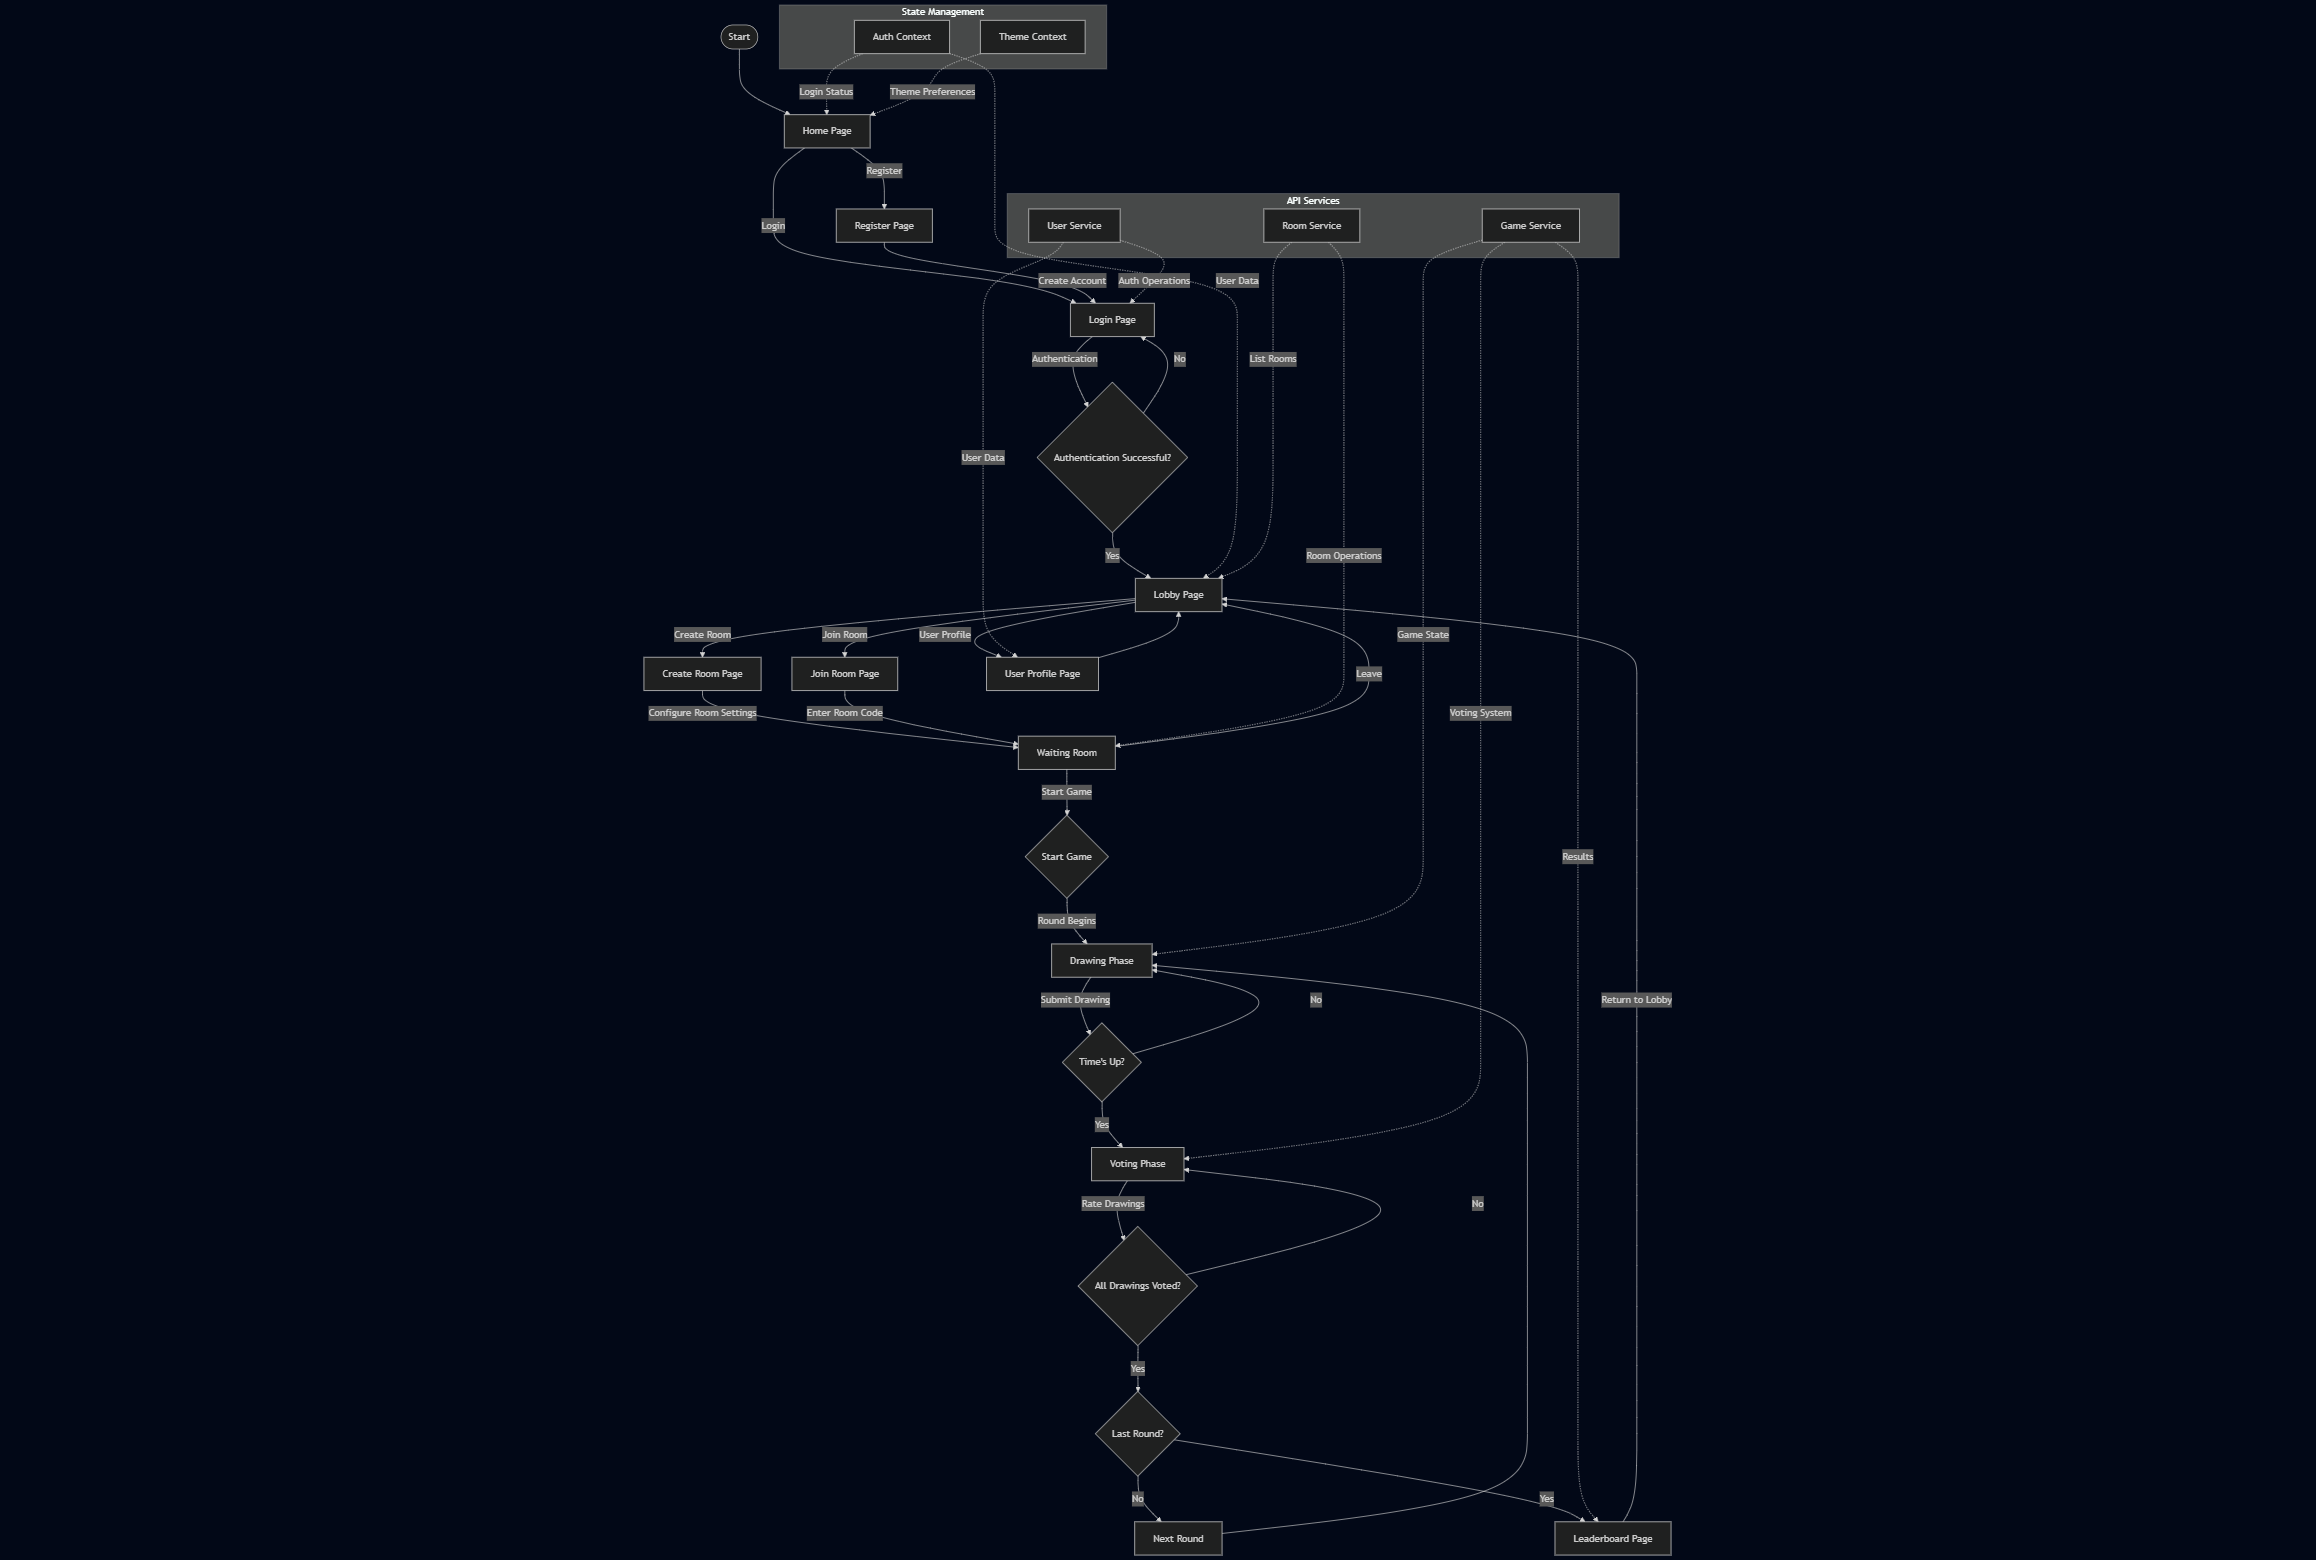 State Management
Start
Auth Context
Theme Context
Login Status
Theme Preferences
Home Page
Register
API Services
Login
Register Page
User Service
Room Service
Game Service
Create Account
Auth Operations
User Data
Login Page
Authentication
No
List Rooms
User Data
Authentication Successful?
Yes
Room Operations
Lobby Page
Create Room
Join Room
User Profile
Game State
Create Room Page
Join Room Page
User Profile Page
Leave
Configure Room Settings
Enter Room Code
Voting System
Waiting Room
Start Game
Start Game
Results
Round Begins
Drawing Phase
Submit Drawing
No
Return to Lobby
Time's Up?
Yes
Voting Phase
Rate Drawings
No
All Drawings Voted?
Yes
Last Round?
No
Yes
Next Round
Leaderboard Page